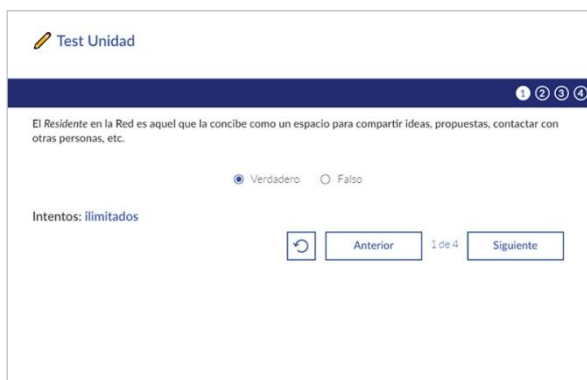 Test Unidad
1 2 3 4
El Residente en la Red es aquel que la concibe como un espacio para compartir ideas, propuestas, contactar con
otras personas, etc.
Verdadero Falso
Intentos: ilimitados
Anterior 1 de 4 Siguiente